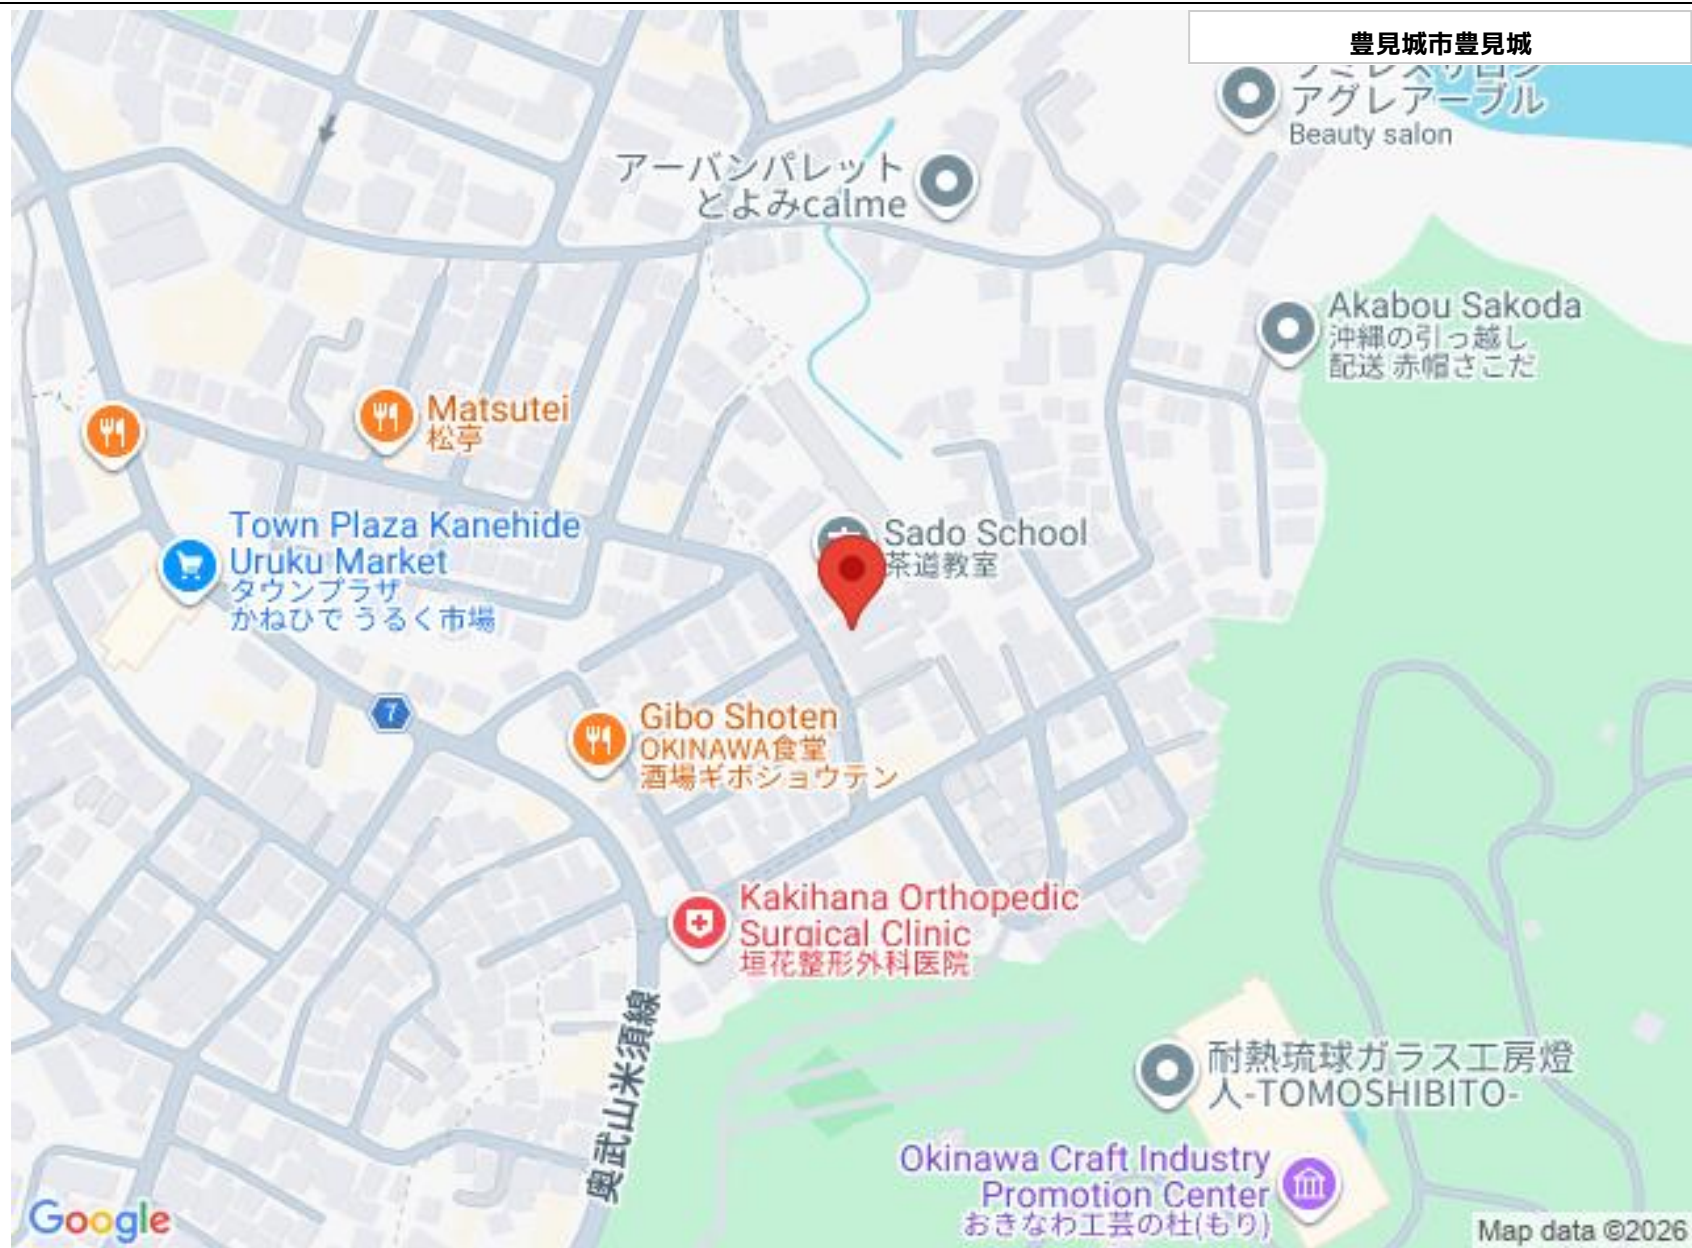 豊見城市豊見城
アグレアーブル
Beauty salon
アーバンパレット
とよみcalme
Akabou Sakoda
沖縄の引っ越し
配送 赤帽さこだ
Matsutei
松亭
Town Plaza Kanehide
Uruku Market
タウンプラザ
かねひで うるく市場
Sado School
茶道教室
7
Gibo Shoten
OKINAWA食堂
酒場ギボショウテン
Kakihana Orthopedic
Surgical Clinic
垣花整形外科医院
奥武山米須線
耐熱琉球ガラス工房燈
人-TOMOSHIBITO-
Okinawa Craft Industry
Promotion Center
おきなわ工芸の杜(もり)
Google
Map data ©2026